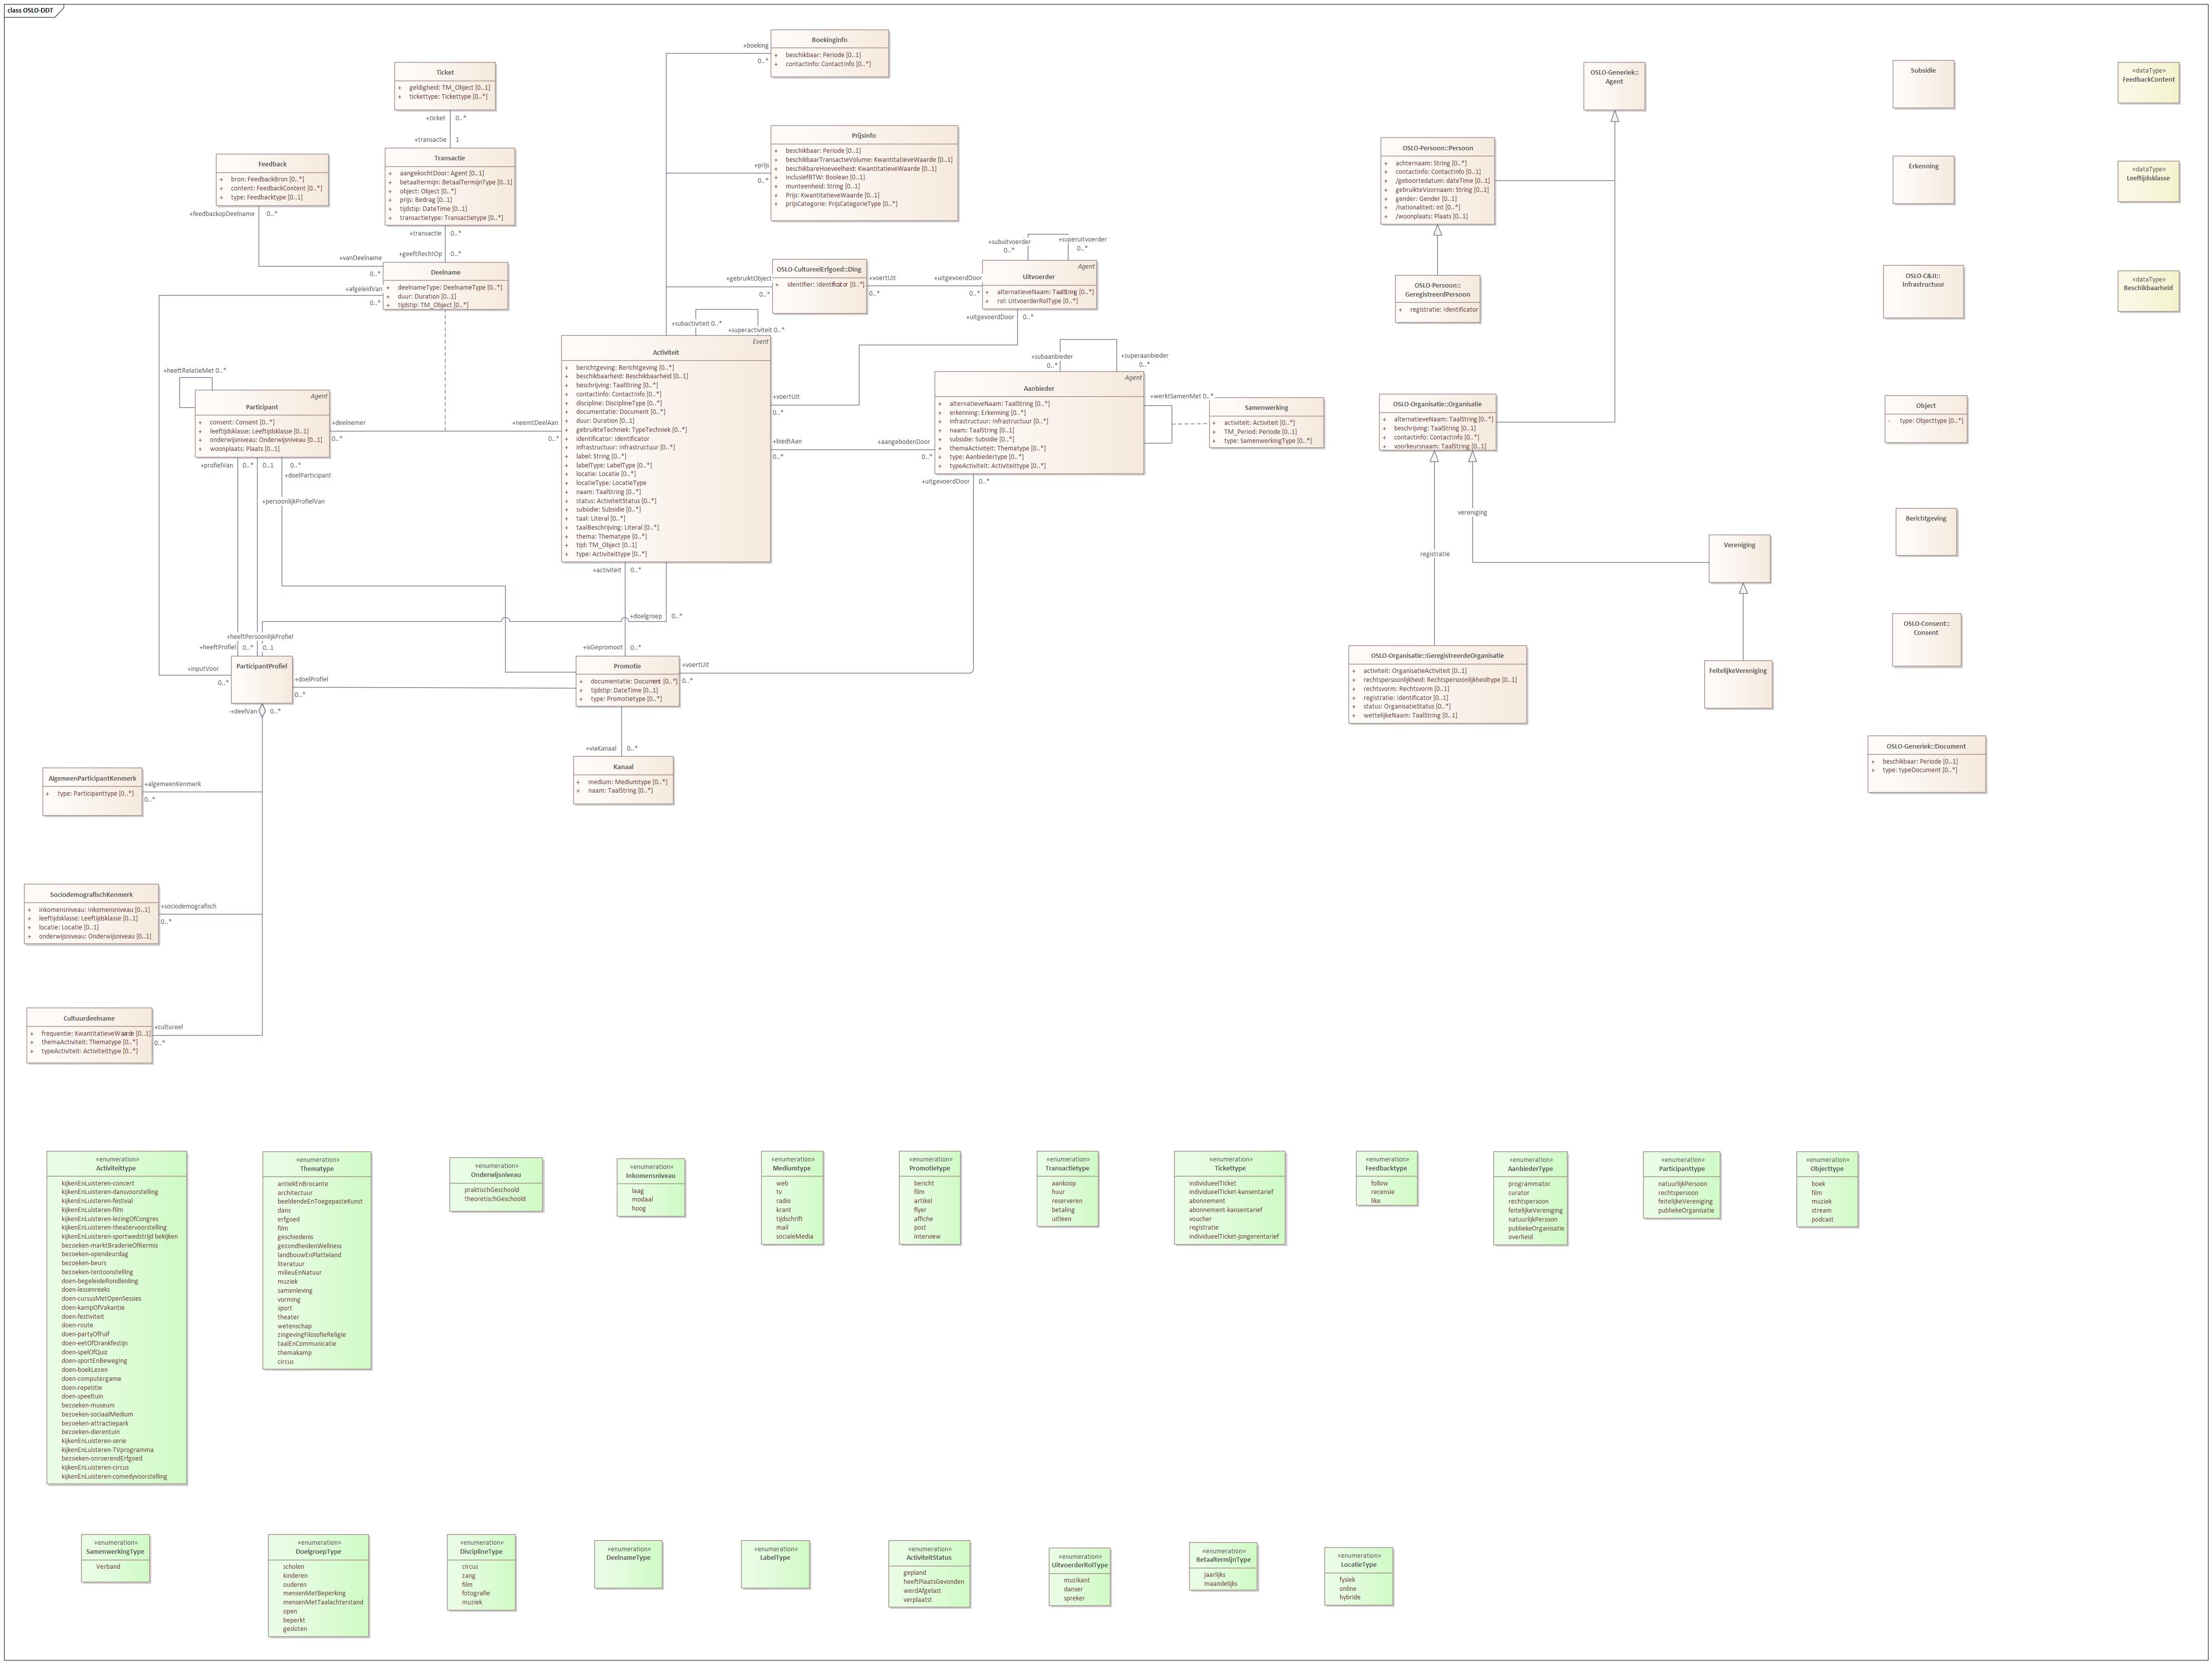 class OSLO-DDT
Boekinginfo
+ beschikbaar: Periode [0..1]
+ contactinfo: ContactInfo [0..*]
+boeking
0..*
Ticket
+ geldigheid: TM_Object [0..1]
+ tickettype: Tickettype [0..*]
+ticket 0..*
+transactie 1
Transactie
+ aangekochtDoor: Agent [0..1]
+ betaaltermijn: BetaalTermijnType [0..1]
+ object: Object [0..*]
+ prijs: Bedrag [0..1]
+ tijdstip: DateTime [0..1]
+ transactietype: Transactietype [0..*]
+transactie 0..*
+geeftRechtOp 0..*
Feedback
+ bron: FeedbackBron [0..*]
+ content: FeedbackContent [0..*]
+ type: Feedbacktype [0..1]
+feedbackopDeelname 0..*
+vanDeelname
0..*
+afgeleidVan
0..*
Deelname
+ deelnameType: DeelnameType [0..*]
+ duur: Duration [0..1]
+ tijdstip: TM_Object [0..*]
Prijsinfo
+ beschikbaar: Periode [0..1]
+ beschikbaarTransactieVolume: KwantitatieveWaarde [0..1]
+ beschikbareHoeveelheid: KwantitatieveWaarde [0..1]
+ inclusiefBTW: Boolean [0..1]
+ munteenheid: String [0..1]
+ Prijs: KwantitatieveWaarde [0..1]
+ prijsCategorie: PrijsCategorieType [0..*]
+prijs
0..*
OSLO-CultureelErfgoed::Ding
+ identifier: Identificator [0..*]
+gebruiktObject
0..*
+voertUit
0..*
+uitgevoerdDoor
0..*
+subuitvoerder
0..*
+superuitvoerder
0..*
Agent
Uitvoerder
+ alternatieveNaam: TaalString [0..*]
+ rol: UitvoerderRolType [0..*]
+uitgevoerdDoor 0..*
+subactiviteit 0..*
+superactiviteit 0..*
Event
Activiteit
+ berichtgeving: Berichtgeving [0..*]
+ beschikbaarheid: Beschikbaarheid [0..1]
+ beschrijving: TaalString [0..*]
+ contactinfo: ContactInfo [0..*]
+ discipline: DisciplineType [0..*]
+ documentatie: Document [0..*]
+ duur: Duration [0..1]
+ gebruikteTechniek: TypeTechniek [0..*]
+ identificator: Identificator
+ infrastructuur: Infrastructuur [0..*]
+ label: String [0..*]
+ labelType: LabelType [0..*]
+ locatie: Locatie [0..*]
+ locatieType: LocatieType
+ naam: TaalString [0..*]
+ status: ActiviteitStatus [0..*]
+ subsidie: Subsidie [0..*]
+ taal: Literal [0..*]
+ taalBeschrijving: Literal [0..*]
+ thema: Thematype [0..*]
+ tijd: TM_Object [0..1]
+ type: Activiteittype [0..*]
+voertUit
0..*
+biedtAan
0..*
+aangebodenDoor
0..*
+subaanbieder
0..*
+superaanbieder
0..*
Agent
Aanbieder
+ alternatieveNaam: TaalString [0..*]
+ erkenning: Erkenning [0..*]
+ infrastructuur: Infrastructuur [0..*]
+ naam: TaalString [0..1]
+ subsidie: Subsidie [0..*]
+ themaActiviteit: Thematype [0..*]
+ type: Aanbiedertype [0..*]
+ typeActiviteit: Activiteittype [0..*]
+werktSamenMet 0..*
Samenwerking
+ activiteit: Activiteit [0..*]
+ TM_Period: Periode [0..1]
+ type: SamenwerkingType [0..*]
+uitgevoerdDoor 0..*
+heeftRelatieMet 0..*
Agent
Participant
+ consent: Consent [0..*]
+ leeftijdsklasse: Leeftijdsklasse [0..1]
+ onderwijsniveau: Onderwijsniveau [0..1]
+ woonplaats: Plaats [0..1]
+deelnemer
0..*
+neemtDeelAan
0..*
+profielVan 0..* 0..1 0..*
+doelParticipant
+persoonlijkProfielVan
+activiteit 0..*
+doelgroep 0..*
+heeftPersoonlijkProfiel
+heeftProfiel 0..* 0..1
+isGepromoot 0..*
+inputVoor
0..*
ParticipantProfiel
+doelProfiel
0..*
+deelVan 0..*
Promotie
+ documentatie: Document [0..*]
+ tijdstip: DateTime [0..1]
+ type: Promotietype [0..*]
+voertUit
0..*
+viaKanaal 0..*
Kanaal
+ medium: Mediumtype [0..*]
+ naam: TaalString [0..*]
AlgemeenParticipantKenmerk
+ type: Participanttype [0..*]
+algemeenKenmerk
0..*
SociodemografischKenmerk
+ inkomensniveau: Inkomensniveau [0..1]
+ leeftijdsklasse: Leeftijdsklasse [0..1]
+ locatie: Locatie [0..1]
+ onderwijsniveau: Onderwijsniveau [0..1]
+sociodemografisch
0..*
Cultuurdeelname
+ frequentie: KwantitatieveWaarde [0..1]
+ themaActiviteit: Thematype [0..*]
+ typeActiviteit: Activiteittype [0..*]
+cultureel
0..*
OSLO-Generiek::
Agent
OSLO-Persoon::Persoon
+ achternaam: String [0..*]
+ contactinfo: ContactInfo [0..1]
+ /geboortedatum: dateTime [0..1]
+ gebruikteVoornaam: String [0..1]
+ gender: Gender [0..1]
+ /nationaliteit: int [0..*]
+ /woonplaats: Plaats [0..1]
OSLO-Persoon::
GeregistreerdPersoon
+ registratie: Identificator
OSLO-Organisatie::Organisatie
+ alternatieveNaam: TaalString [0..*]
+ beschrijving: TaalString [0..*]
+ contactinfo: ContactInfo [0..*]
+ voorkeursnaam: TaalString [0..1]
vereniging
registratie
OSLO-Organisatie::GeregistreerdeOrganisatie
+ activiteit: OrganisatieActiviteit [0..1]
+ rechtspersoonlijkheid: Rechtspersoonlijkheidtype [0..1]
+ rechtsvorm: Rechtsvorm [0..1]
+ registratie: Identificator [0..1]
+ status: OrganisatieStatus [0..*]
+ wettelijkeNaam: TaalString [0..1]
Vereniging
FeitelijkeVereniging
Subsidie
Erkenning
OSLO-C&JI::
Infrastructuur
Object
- type: Objecttype [0..*]
Berichtgeving
OSLO-Consent::
Consent
OSLO-Generiek::Document
+ beschikbaar: Periode [0..1]
+ type: typeDocument [0..*]
«dataType»
FeedbackContent
«dataType»
Leeftijdsklasse
«dataType»
Beschikbaarheid
«enumeration»
Activiteittype
kijkenEnLuisteren-concert
kijkenEnLuisteren-dansvoorstelling
kijkenEnLuisteren-festival
kijkenEnLuisteren-film
kijkenEnLuisteren-lezingOfCongres
kijkenEnLuisteren-theatervoorstelling
kijkenEnLuisteren-sportwedstrijd bekijken
bezoeken-marktBraderieOfKermis
bezoeken-opendeurdag
bezoeken-beurs
bezoeken-tentoonstelling
doen-begeleideRondleiding
doen-lessenreeks
doen-cursusMetOpenSessies
doen-kampOfVakantie
doen-festiviteit
doen-route
doen-partyOfFuif
doen-eetOfDrankfestijn
doen-spelOfQuiz
doen-sportEnBeweging
doen-boekLezen
doen-computergame
doen-repetitie
doen-speeltuin
bezoeken-museum
bezoeken-sociaalMedium
bezoeken-attractiepark
bezoeken-dierentuin
kijkenEnLuisteren-serie
kijkenEnLuisteren-TVprogramma
bezoeken-onroerendErfgoed
kijkenEnLuisteren-circus
kijkenEnLuisteren-comedyvoorstelling
«enumeration»
Thematype
antiekEnBrocante
architectuur
beeldendeEnToegepasteKunst
dans
erfgoed
film
geschiedenis
gezondheidenWellness
landbouwEnPlatteland
literatuur
milieuEnNatuur
muziek
samenleving
vorming
sport
theater
wetenschap
zingevingFilosofieReligie
taalEnCommunicatie
themakamp
circus
«enumeration»
Onderwijsniveau
praktischGeschoold
theoretischGeschoold
«enumeration»
Inkomensniveau
laag
modaal
hoog
«enumeration»
Mediumtype
web
tv
radio
krant
tijdschrift
mail
socialeMedia
«enumeration»
Promotietype
bericht
film
artikel
flyer
affiche
post
interview
«enumeration»
Transactietype
aankoop
huur
reserveren
betaling
uitleen
«enumeration»
Tickettype
individueelTicket
individueelTicket-kansentarief
abonnement
abonnement-kansentarief
voucher
registratie
individueelTicket-jongerentarief
«enumeration»
Feedbacktype
follow
recensie
like
«enumeration»
AanbiederType
programmator
curator
rechtspersoon
feitelijkeVereniging
natuurlijkPersoon
publiekeOrganisatie
overheid
«enumeration»
Participanttype
natuurlijkPersoon
rechtspersoon
feitelijkeVereniging
publiekeOrganisatie
«enumeration»
Objecttype
boek
film
muziek
stream
podcast
«enumeration»
SamenwerkingType
Verband
«enumeration»
DoelgroepType
scholen
kinderen
ouderen
mensenMetBeperking
mensenMetTaalachterstand
open
beperkt
gesloten
«enumeration»
DisciplineType
circus
zang
film
fotografie
muziek
«enumeration»
DeelnameType
«enumeration»
LabelType
«enumeration»
ActiviteitStatus
gepland
heeftPlaatsGevonden
werdAfgelast
verplaatst
«enumeration»
UitvoerderRolType
muzikant
danser
spreker
«enumeration»
BetaaltermijnType
jaarlijks
maandelijks
«enumeration»
LocatieType
fysiek
online
hybride